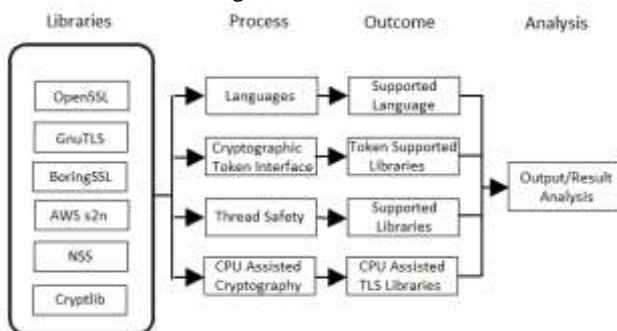 Libraries
Process
Outcome
Analysis
OpenSSL
GnuTLS
BoringSSL
AWS s2n
NSS
Cryptlib
Languages
Cryptographic
Token Interface
Thread Safety
CPU Assisted
Cryptography
Supported
Language
Token Supported
Libraries
Supported
Libraries
CPU Assisted
TLS Libraries
Output/Result
Analysis